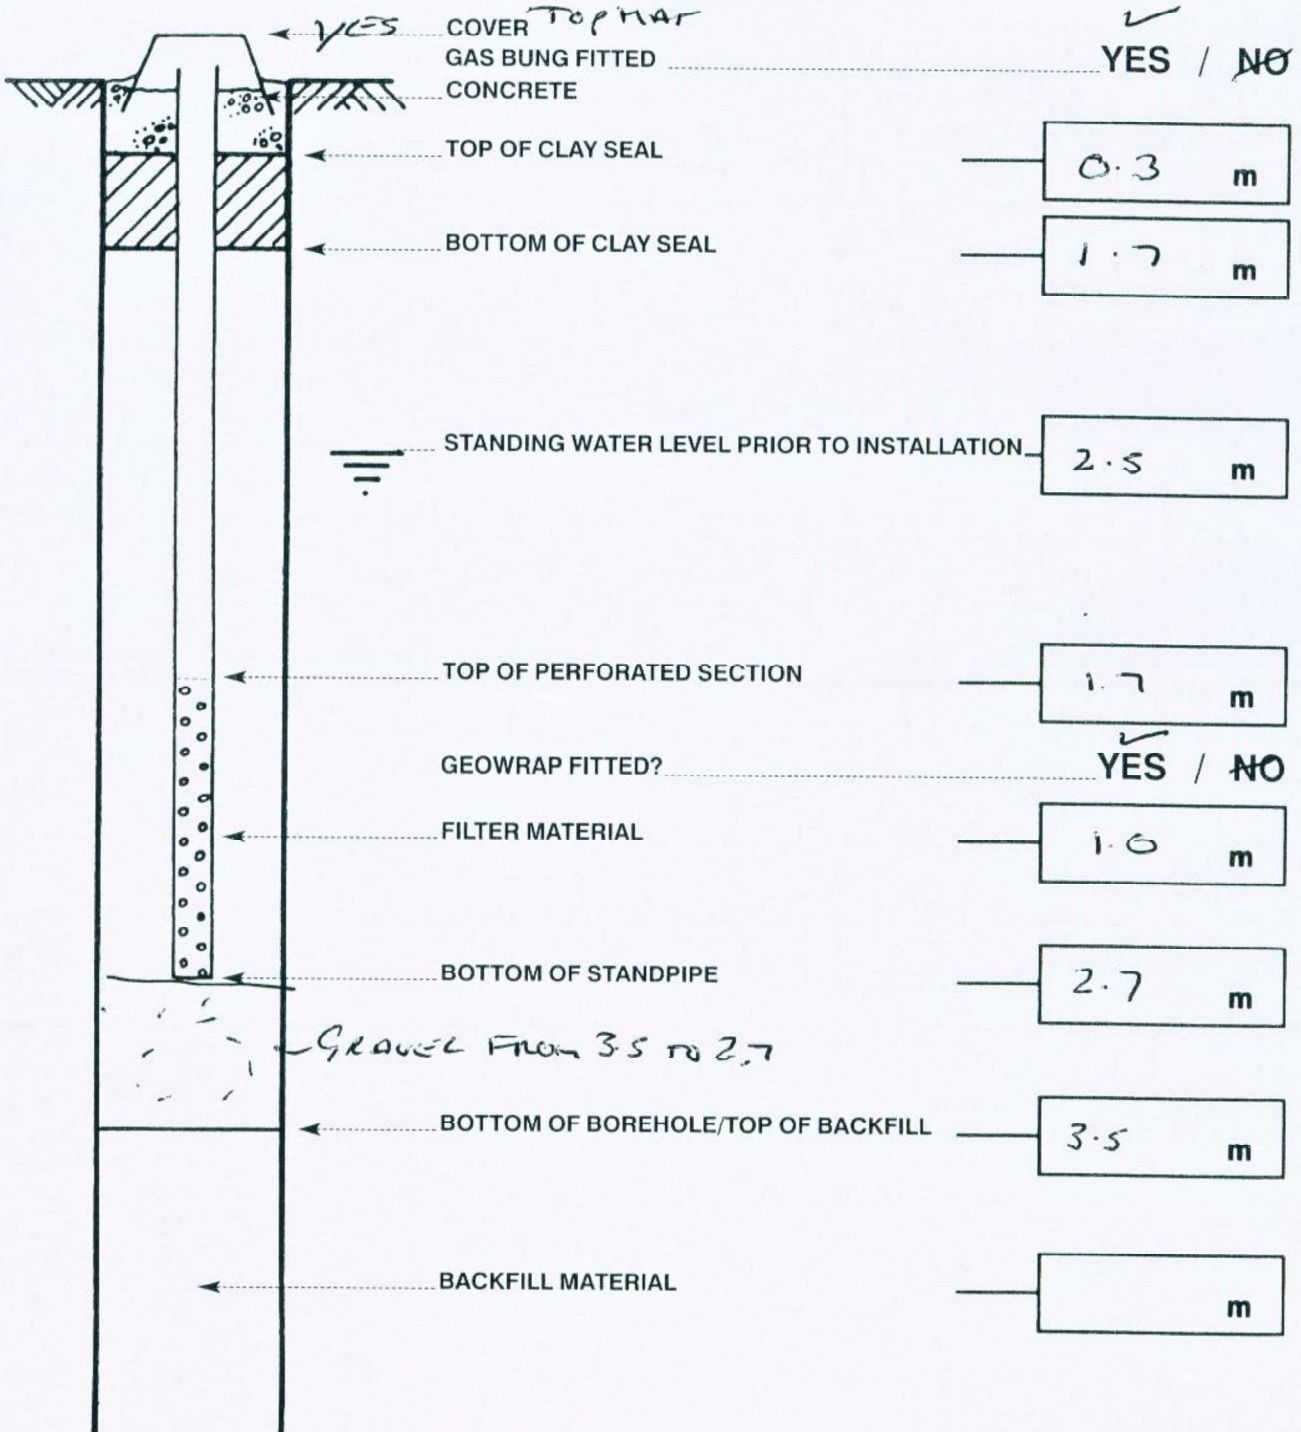 YES COVER TOPHAT
GAS BUNG FITTED YES / NO
CONCRETE
TOP OF CLAY SEAL 0.3 m
BOTTOM OF CLAY SEAL 1.7 m
STANDING WATER LEVEL PRIOR TO INSTALLATION 2.5 m
TOP OF PERFORATED SECTION 1.7 m
GEOWRAP FITTED? YES / NO
FILTER MATERIAL 1.0 m
BOTTOM OF STANDPIPE 2.7 m
GRAVEL FROM 3.5 TO 2.7
BOTTOM OF BOREHOLE/TOP OF BACKFILL 3.5 m
BACKFILL MATERIAL m